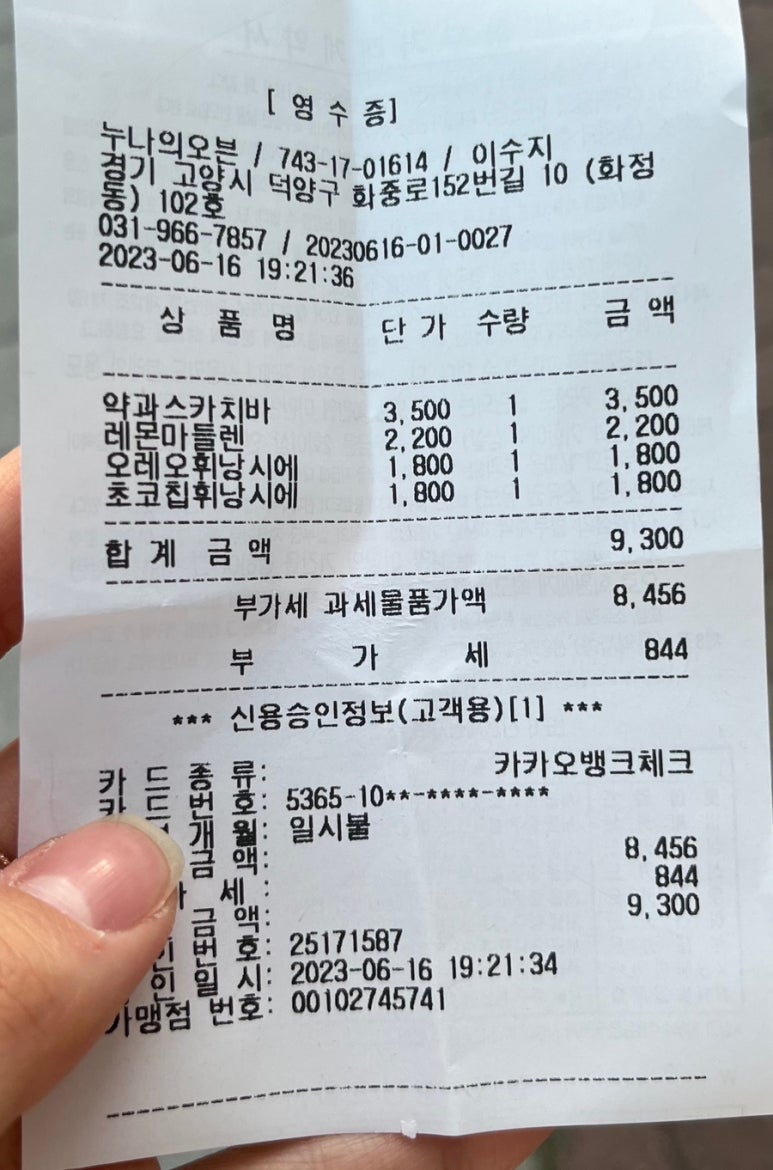 [ 영 수 증]
누나의오븐 / 743-17-01614 / 이수지
경기 고양시 덕양구 화중로152번길 10 (화정
동) 102호
031-966-7857 / 20230616-01-0027
2023-06-16 19:21:36
상 품 명 단 가 수량 금 액
약과스카치바 3,500 1 3,500
레몬마들렌 2,200 1 2,200
오레오휘낭시에 1,800 1 1,800
초코칩휘낭시에 1,800 1 1,800
합 계 금 액 9,300
부가세 과세물품가액 8,456
부 가 세 844
*** 신용승인정보(고객용)[1] ***
카 드 종 류: 카카오뱅크체크
카 드 번 호: 5365-10**-****-****
개 월: 일시불
금 액: 8,456
세 : 844
금 액: 9,300
인 번 호: 25171587
인 일 시: 2023-06-16 19:21:34
가맹점 번호: 00102745741